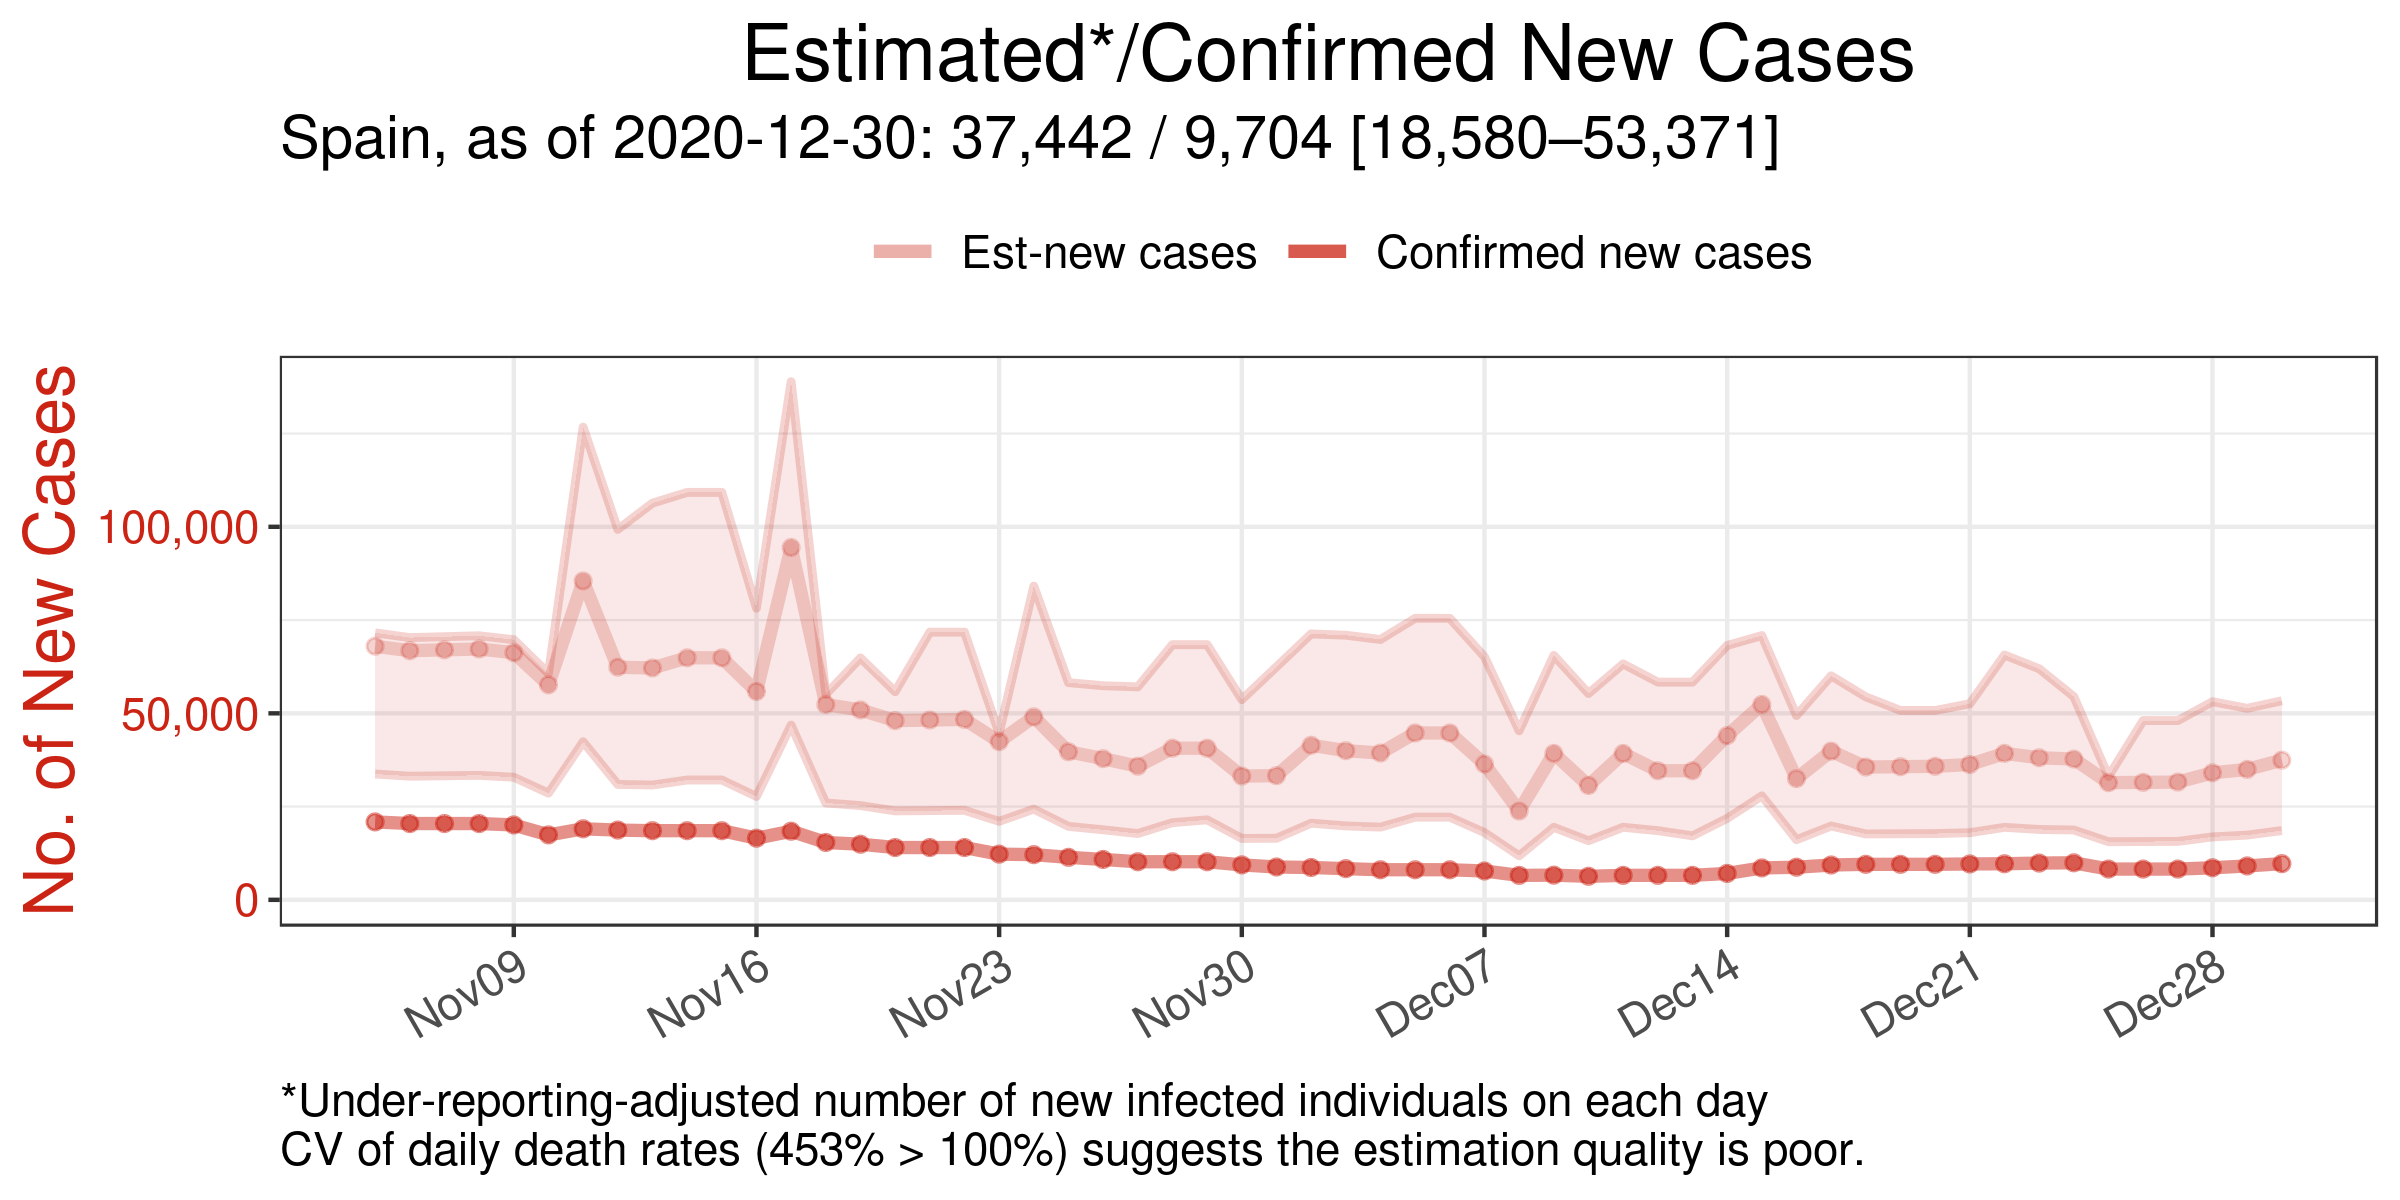 Estimated*/Confirmed New Cases
Spain, as of 2020-12-30: 37,442 / 9,704 [18,580–53,371]
Est-new cases
Confirmed new cases
No. of New Cases
100,000
50,000
0
Nov09
Nov16
Nov23
Nov30
Dec07
Dec14
Dec21
Dec28
*Under-reporting-adjusted number of new infected individuals on each day
CV of daily death rates (453% > 100%) suggests the estimation quality is poor.